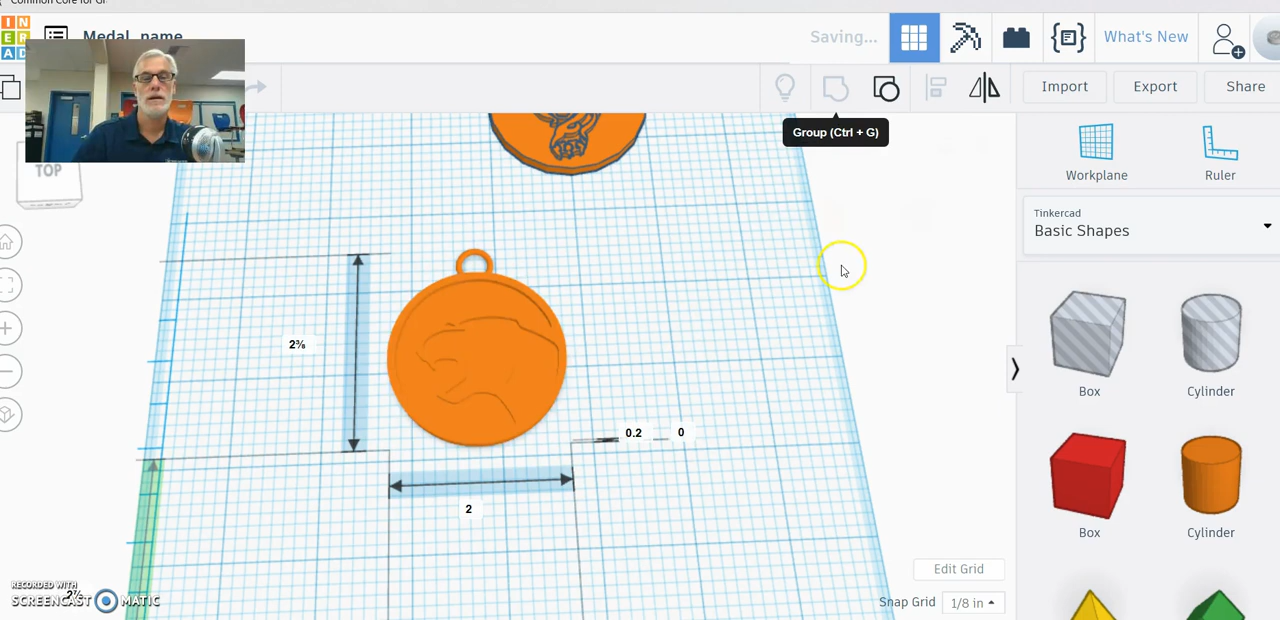 Common Core for Gr
I N
E R
A D
Medal_name
Saving...
What's New
Import
Export
Share
Group (Ctrl + G)
TOP
Workplane
Ruler
Tinkercad
Basic Shapes
2⅜
0.2
0
2
Box
Cylinder
Box
Cylinder
Edit Grid
Snap Grid
1/8 in
RECORDED WITH
SCREENCAST MATIC